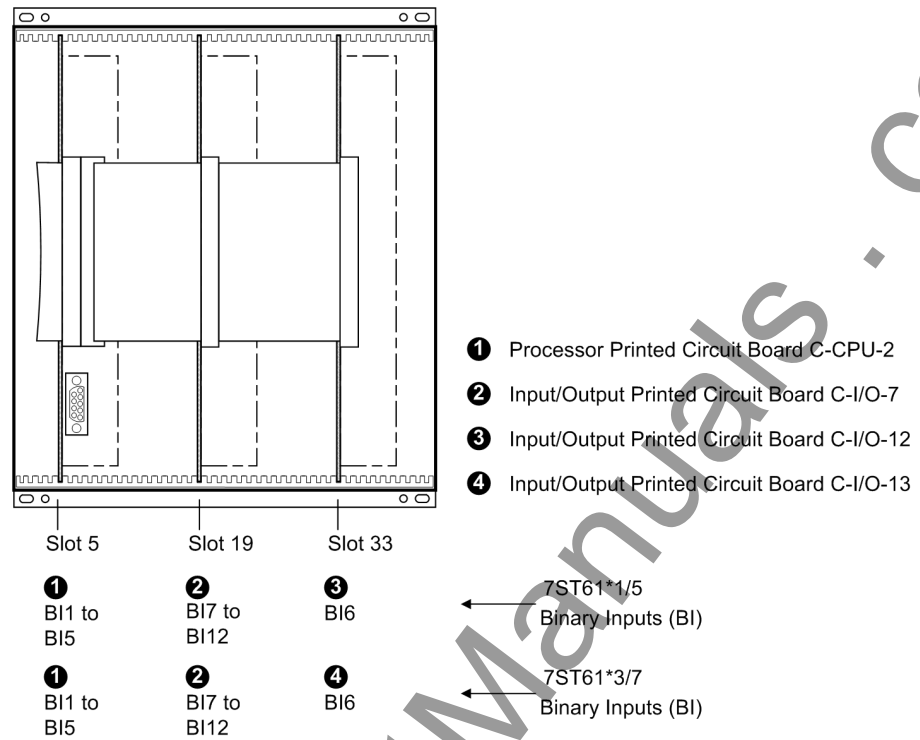 ❶ Processor Printed Circuit Board C-CPU-2
❷ Input/Output Printed Circuit Board C-I/O-7
❸ Input/Output Printed Circuit Board C-I/O-12
❹ Input/Output Printed Circuit Board C-I/O-13
Slot 5 Slot 19 Slot 33
❶ ❷ ❸ 7ST61*1/5
BI1 to BI7 to BI6 Binary Inputs (BI)
BI5 BI12
❶ ❷ ❹ 7ST61*3/7
BI1 to BI7 to BI6 Binary Inputs (BI)
BI5 BI12
Manuals . c